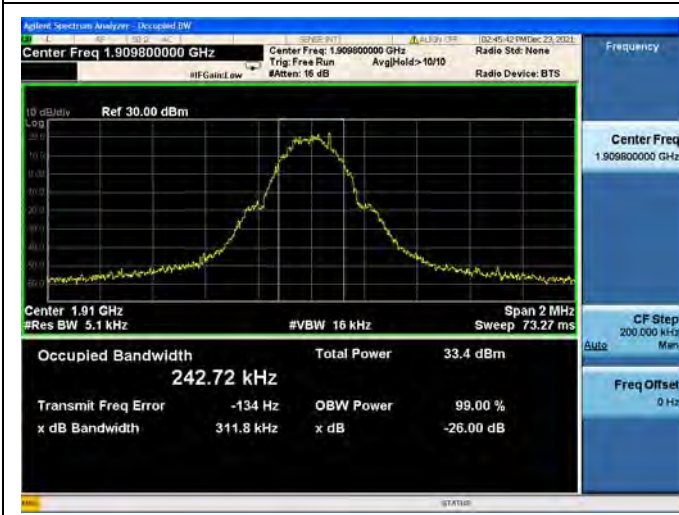 Agilent Spectrum Analyzer - Occupied BW
SENSE:INT
ALIGN OFF
02:45:42 PM Dec 23, 2021
Center Freq 1.909800000 GHz
Center Freq: 1.909800000 GHz
Radio Std: None
Trig: Free Run
Avg|Hold:>10/10
#IFGain:Low
#Atten: 16 dB
Radio Device: BTS
Frequency
10 dB/div
Ref 30.00 dBm
Log
Center Freq
1.909800000 GHz
Center 1.91 GHz
Span 2 MHz
#Res BW 5.1 kHz
#VBW 16 kHz
Sweep 73.27 ms
CF Step
200.000 kHz
Auto
Man
Occupied Bandwidth
Total Power
33.4 dBm
242.72 kHz
Freq Offset
0 Hz
Transmit Freq Error
-134 Hz
OBW Power
99.00 %
x dB Bandwidth
311.8 kHz
x dB
-26.00 dB
STATUS